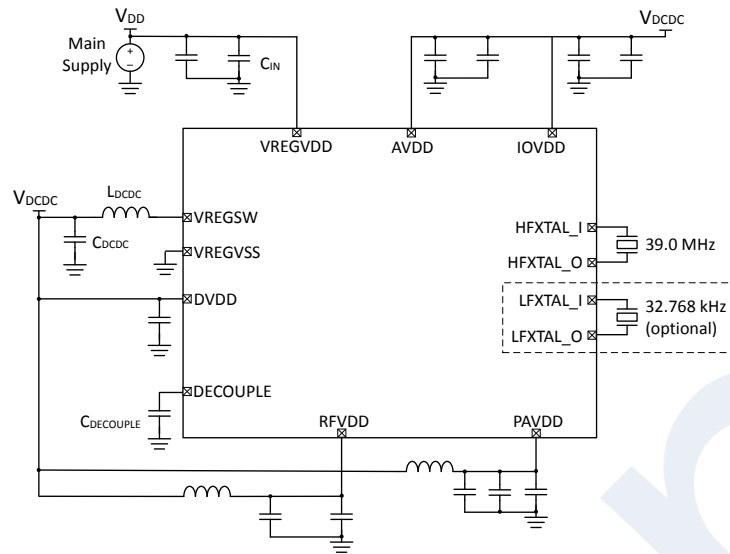 VDD
Main
Supply
CIN
VDCDC
VREGVDD
AVDD
IOVDD
VDCDC
LDCDC
VREGSW
CDCDC
VREGVSS
DVDD
HFXTAL_I
39.0 MHz
HFXTAL_O
LFXTAL_I
32.768 kHz
(optional)
LFXTAL_O
DECOUPLE
CDECOUPLE
RFVDD
PAVDD